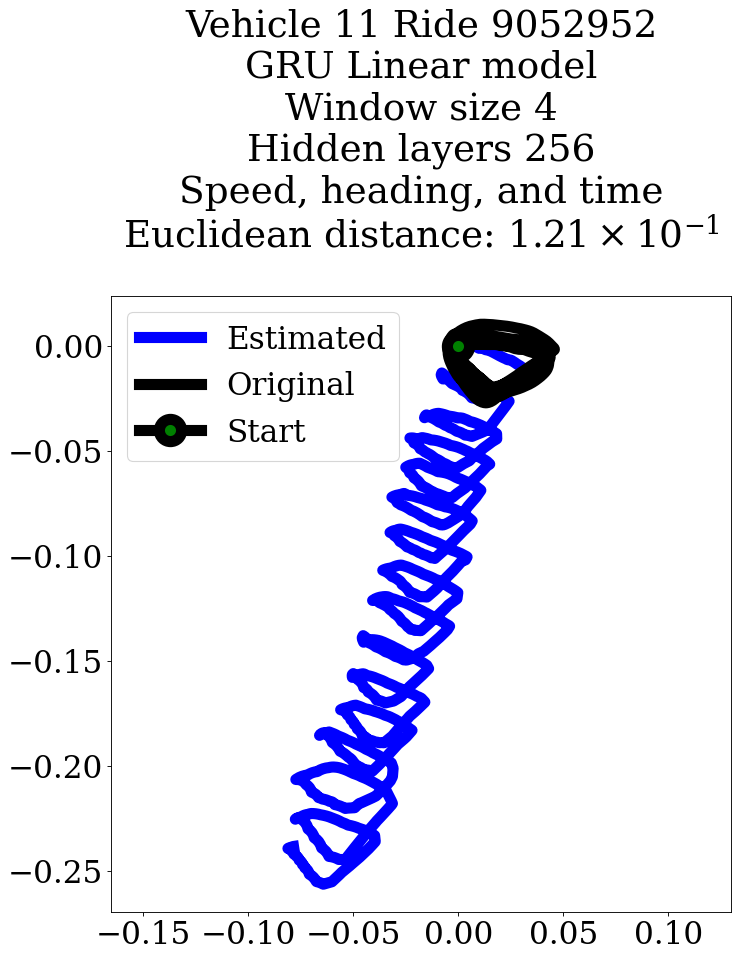 Vehicle 11 Ride 9052952
GRU Linear model
Window size 4
Hidden layers 256
Speed, heading, and time
Euclidean distance: 1.21 × 10⁻¹
Estimated
Original
Start
0.00
−0.05
−0.10
−0.15
−0.20
−0.25
−0.15 −0.10 −0.05 0.00 0.05 0.10